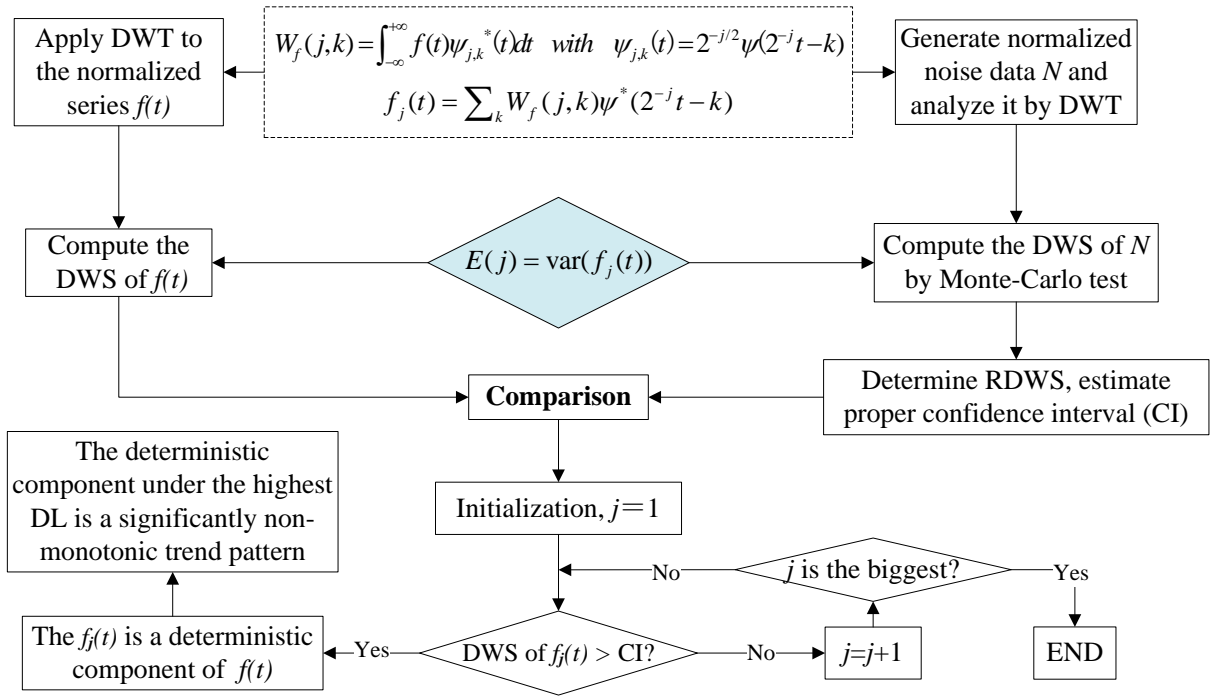 Apply DWT to
the normalized
series f(t)
W_f(j,k)=∫_{-∞}^{+∞} f(t)ψ_{j,k}^*(t)dt with ψ_{j,k}(t)=2^{-j/2}ψ(2^{-j}t-k)
f_j(t)=∑_k W_f(j,k)ψ^*(2^{-j}t-k)
Generate normalized
noise data N and
analyze it by DWT
Compute the
DWS of f(t)
E(j)=var(f_j(t))
Compute the DWS of N
by Monte-Carlo test
Comparison
Determine RDWS, estimate
proper confidence interval (CI)
The deterministic
component under the highest
DL is a significantly non-
monotonic trend pattern
Initialization, j=1
No
j is the biggest?
Yes
The f_j(t) is a deterministic
component of f(t)
Yes
DWS of f_j(t) > CI?
No
j=j+1
END